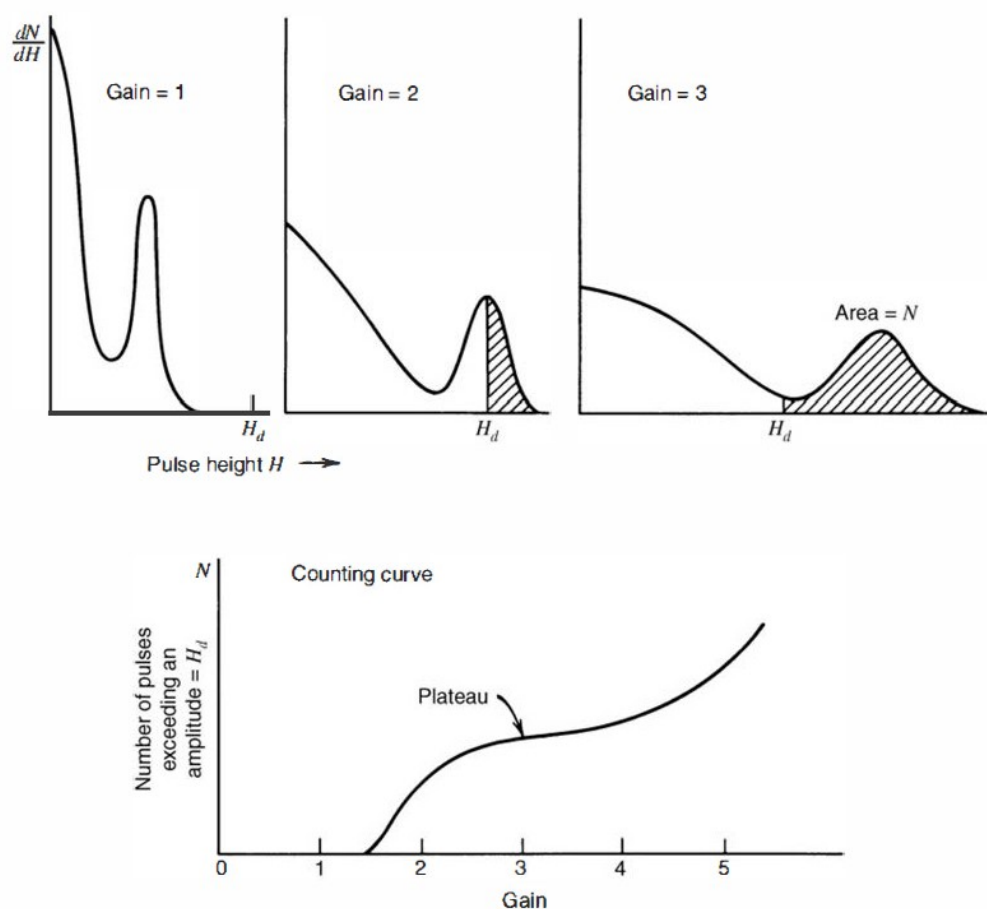 dN
dH
Gain = 1
Gain = 2
Gain = 3
Area = N
H_d
H_d
H_d
Pulse height H
N
Counting curve
Number of pulses
exceeding an
amplitude = H_d
Plateau
0 1 2 3 4 5
Gain